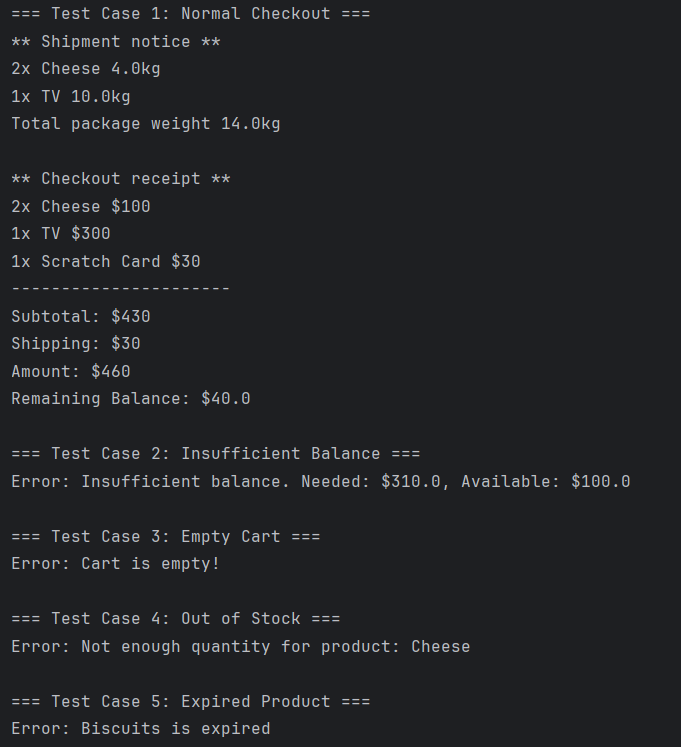 === Test Case 1: Normal Checkout ===
** Shipment notice **
2x Cheese 4.0kg
1x TV 10.0kg
Total package weight 14.0kg
** Checkout receipt **
2x Cheese $100
1x TV $300
1x Scratch Card $30
----------------------
Subtotal: $430
Shipping: $30
Amount: $460
Remaining Balance: $40.0
=== Test Case 2: Insufficient Balance ===
Error: Insufficient balance. Needed: $310.0, Available: $100.0
=== Test Case 3: Empty Cart ===
Error: Cart is empty!
=== Test Case 4: Out of Stock ===
Error: Not enough quantity for product: Cheese
=== Test Case 5: Expired Product ===
Error: Biscuits is expired